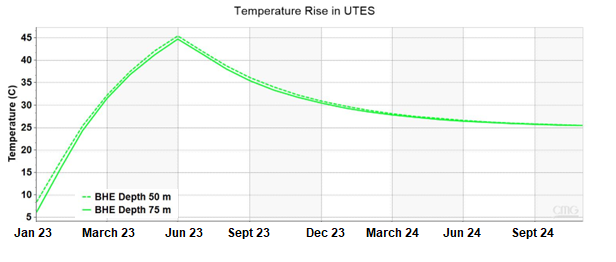 Temperature Rise in UTES
Temperature (C)
45
40
35
30
25
20
15
10
5
BHE Depth 50 m
BHE Depth 75 m
CMG
Jan 23 March 23 Jun 23 Sept 23 Dec 23 March 24 Jun 24 Sept 24